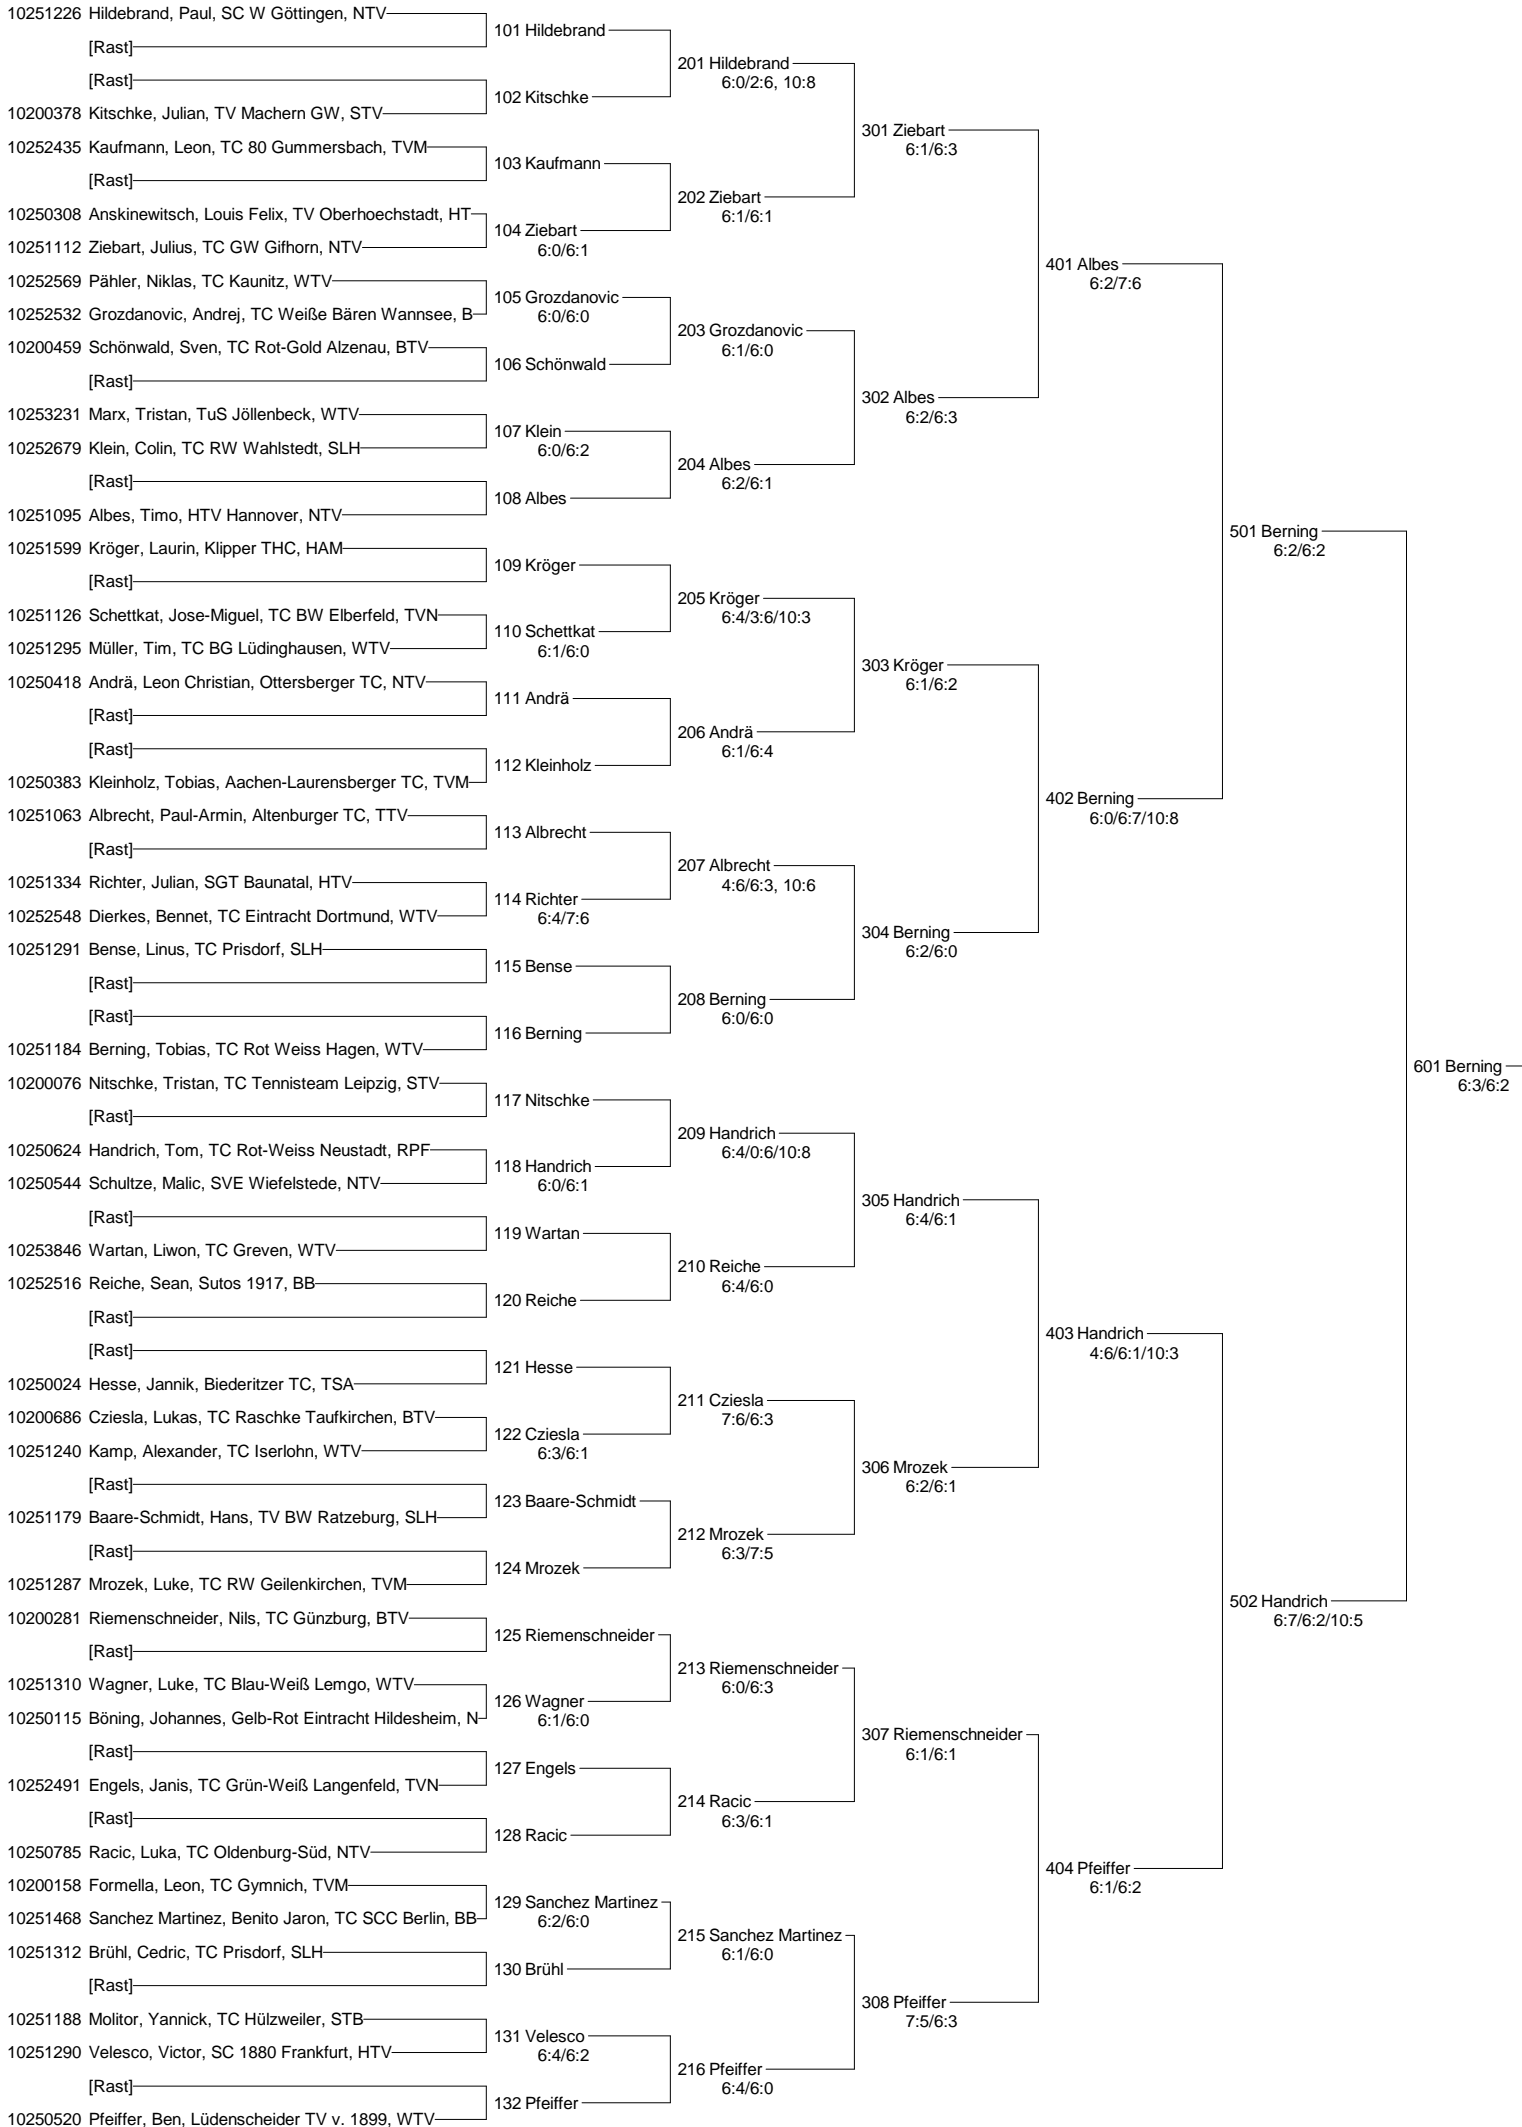 10251226 Hildebrand, Paul, SC W Göttingen, NTV
[Rast]
[Rast]
10200378 Kitschke, Julian, TV Machern GW, STV
10252435 Kaufmann, Leon, TC 80 Gummersbach, TVM
[Rast]
10250308 Anskinewitsch, Louis Felix, TV Oberhoechstadt, HT
10251112 Ziebart, Julius, TC GW Gifhorn, NTV
10252569 Pähler, Niklas, TC Kaunitz, WTV
10252532 Grozdanovic, Andrej, TC Weiße Bären Wannsee, B
10200459 Schönwald, Sven, TC Rot-Gold Alzenau, BTV
[Rast]
10253231 Marx, Tristan, TuS Jöllenbeck, WTV
10252679 Klein, Colin, TC RW Wahlstedt, SLH
[Rast]
10251095 Albes, Timo, HTV Hannover, NTV
10251599 Kröger, Laurin, Klipper THC, HAM
[Rast]
10251126 Schettkat, Jose-Miguel, TC BW Elberfeld, TVN
10251295 Müller, Tim, TC BG Lüdinghausen, WTV
10250418 Andrä, Leon Christian, Ottersberger TC, NTV
[Rast]
[Rast]
10250383 Kleinholz, Tobias, Aachen-Laurensberger TC, TVM
10251063 Albrecht, Paul-Armin, Altenburger TC, TTV
[Rast]
10251334 Richter, Julian, SGT Baunatal, HTV
10252548 Dierkes, Bennet, TC Eintracht Dortmund, WTV
10251291 Bense, Linus, TC Prisdorf, SLH
[Rast]
[Rast]
10251184 Berning, Tobias, TC Rot Weiss Hagen, WTV
10200076 Nitschke, Tristan, TC Tennisteam Leipzig, STV
[Rast]
10250624 Handrich, Tom, TC Rot-Weiss Neustadt, RPF
10250544 Schultze, Malic, SVE Wiefelstede, NTV
[Rast]
10253846 Wartan, Liwon, TC Greven, WTV
10252516 Reiche, Sean, Sutos 1917, BB
[Rast]
[Rast]
10250024 Hesse, Jannik, Biederitzer TC, TSA
10200686 Cziesla, Lukas, TC Raschke Taufkirchen, BTV
10251240 Kamp, Alexander, TC Iserlohn, WTV
[Rast]
10251179 Baare-Schmidt, Hans, TV BW Ratzeburg, SLH
[Rast]
10251287 Mrozek, Luke, TC RW Geilenkirchen, TVM
10200281 Riemenschneider, Nils, TC Günzburg, BTV
[Rast]
10251310 Wagner, Luke, TC Blau-Weiß Lemgo, WTV
10250115 Böning, Johannes, Gelb-Rot Eintracht Hildesheim, N
[Rast]
10252491 Engels, Janis, TC Grün-Weiß Langenfeld, TVN
[Rast]
10250785 Racic, Luka, TC Oldenburg-Süd, NTV
10200158 Formella, Leon, TC Gymnich, TVM
10251468 Sanchez Martinez, Benito Jaron, TC SCC Berlin, BB
10251312 Brühl, Cedric, TC Prisdorf, SLH
[Rast]
10251188 Molitor, Yannick, TC Hülzweiler, STB
10251290 Velesco, Victor, SC 1880 Frankfurt, HTV
[Rast]
10250520 Pfeiffer, Ben, Lüdenscheider TV v. 1899, WTV
101 Hildebrand
102 Kitschke
103 Kaufmann
104 Ziebart
6:0/6:1
105 Grozdanovic
6:0/6:0
106 Schönwald
107 Klein
6:0/6:2
108 Albes
109 Kröger
110 Schettkat
6:1/6:0
111 Andrä
112 Kleinholz
113 Albrecht
114 Richter
6:4/7:6
115 Bense
116 Berning
117 Nitschke
118 Handrich
6:0/6:1
119 Wartan
120 Reiche
121 Hesse
122 Cziesla
6:3/6:1
123 Baare-Schmidt
124 Mrozek
125 Riemenschneider
126 Wagner
6:1/6:0
127 Engels
128 Racic
129 Sanchez Martinez
6:2/6:0
130 Brühl
131 Velesco
6:4/6:2
132 Pfeiffer
201 Hildebrand
6:0/2:6, 10:8
202 Ziebart
6:1/6:1
203 Grozdanovic
6:1/6:0
204 Albes
6:2/6:1
205 Kröger
6:4/3:6/10:3
206 Andrä
6:1/6:4
207 Albrecht
4:6/6:3, 10:6
208 Berning
6:0/6:0
209 Handrich
6:4/0:6/10:8
210 Reiche
6:4/6:0
211 Cziesla
7:6/6:3
212 Mrozek
6:3/7:5
213 Riemenschneider
6:0/6:3
214 Racic
6:3/6:1
215 Sanchez Martinez
6:1/6:0
216 Pfeiffer
6:4/6:0
301 Ziebart
6:1/6:3
302 Albes
6:2/6:3
303 Kröger
6:1/6:2
304 Berning
6:2/6:0
305 Handrich
6:4/6:1
306 Mrozek
6:2/6:1
307 Riemenschneider
6:1/6:1
308 Pfeiffer
7:5/6:3
401 Albes
6:2/7:6
402 Berning
6:0/6:7/10:8
403 Handrich
4:6/6:1/10:3
404 Pfeiffer
6:1/6:2
501 Berning
6:2/6:2
502 Handrich
6:7/6:2/10:5
601 Berning
6:3/6:2